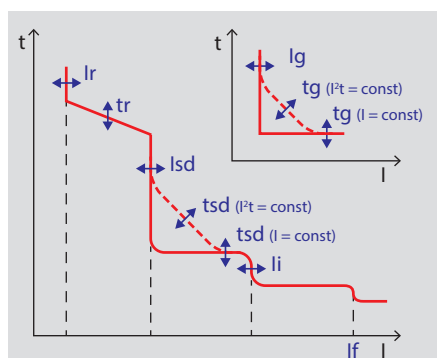 t
Ir
tr
Isd
tsd (I²t = const)
tsd (I = const)
Ii
If
I
t
Ig
tg (I²t = const)
tg (I = const)
I